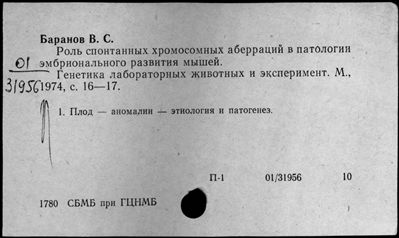 Баранов В. С.
Роль спонтанных хромосомных аберраций в патологии
01 эмбрионального развития мышей.
Генетика лабораторных животных и эксперимент. М.,
31956 1974, с. 16—17.
1. Плод — аномалии — этиология и патогенез.
П-1 01/31956 10
1780 СБМБ при ГЦНМБ